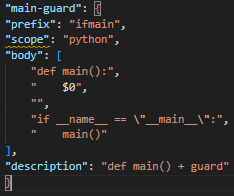 "main-guard": {
"prefix": "ifmain",
"scope": "python",
"body": [
    "def main():",
    "    $0",
    "",
    "if __name__ == \"__main__\":",
    "    main()"
],
"description": "def main() + guard"
}